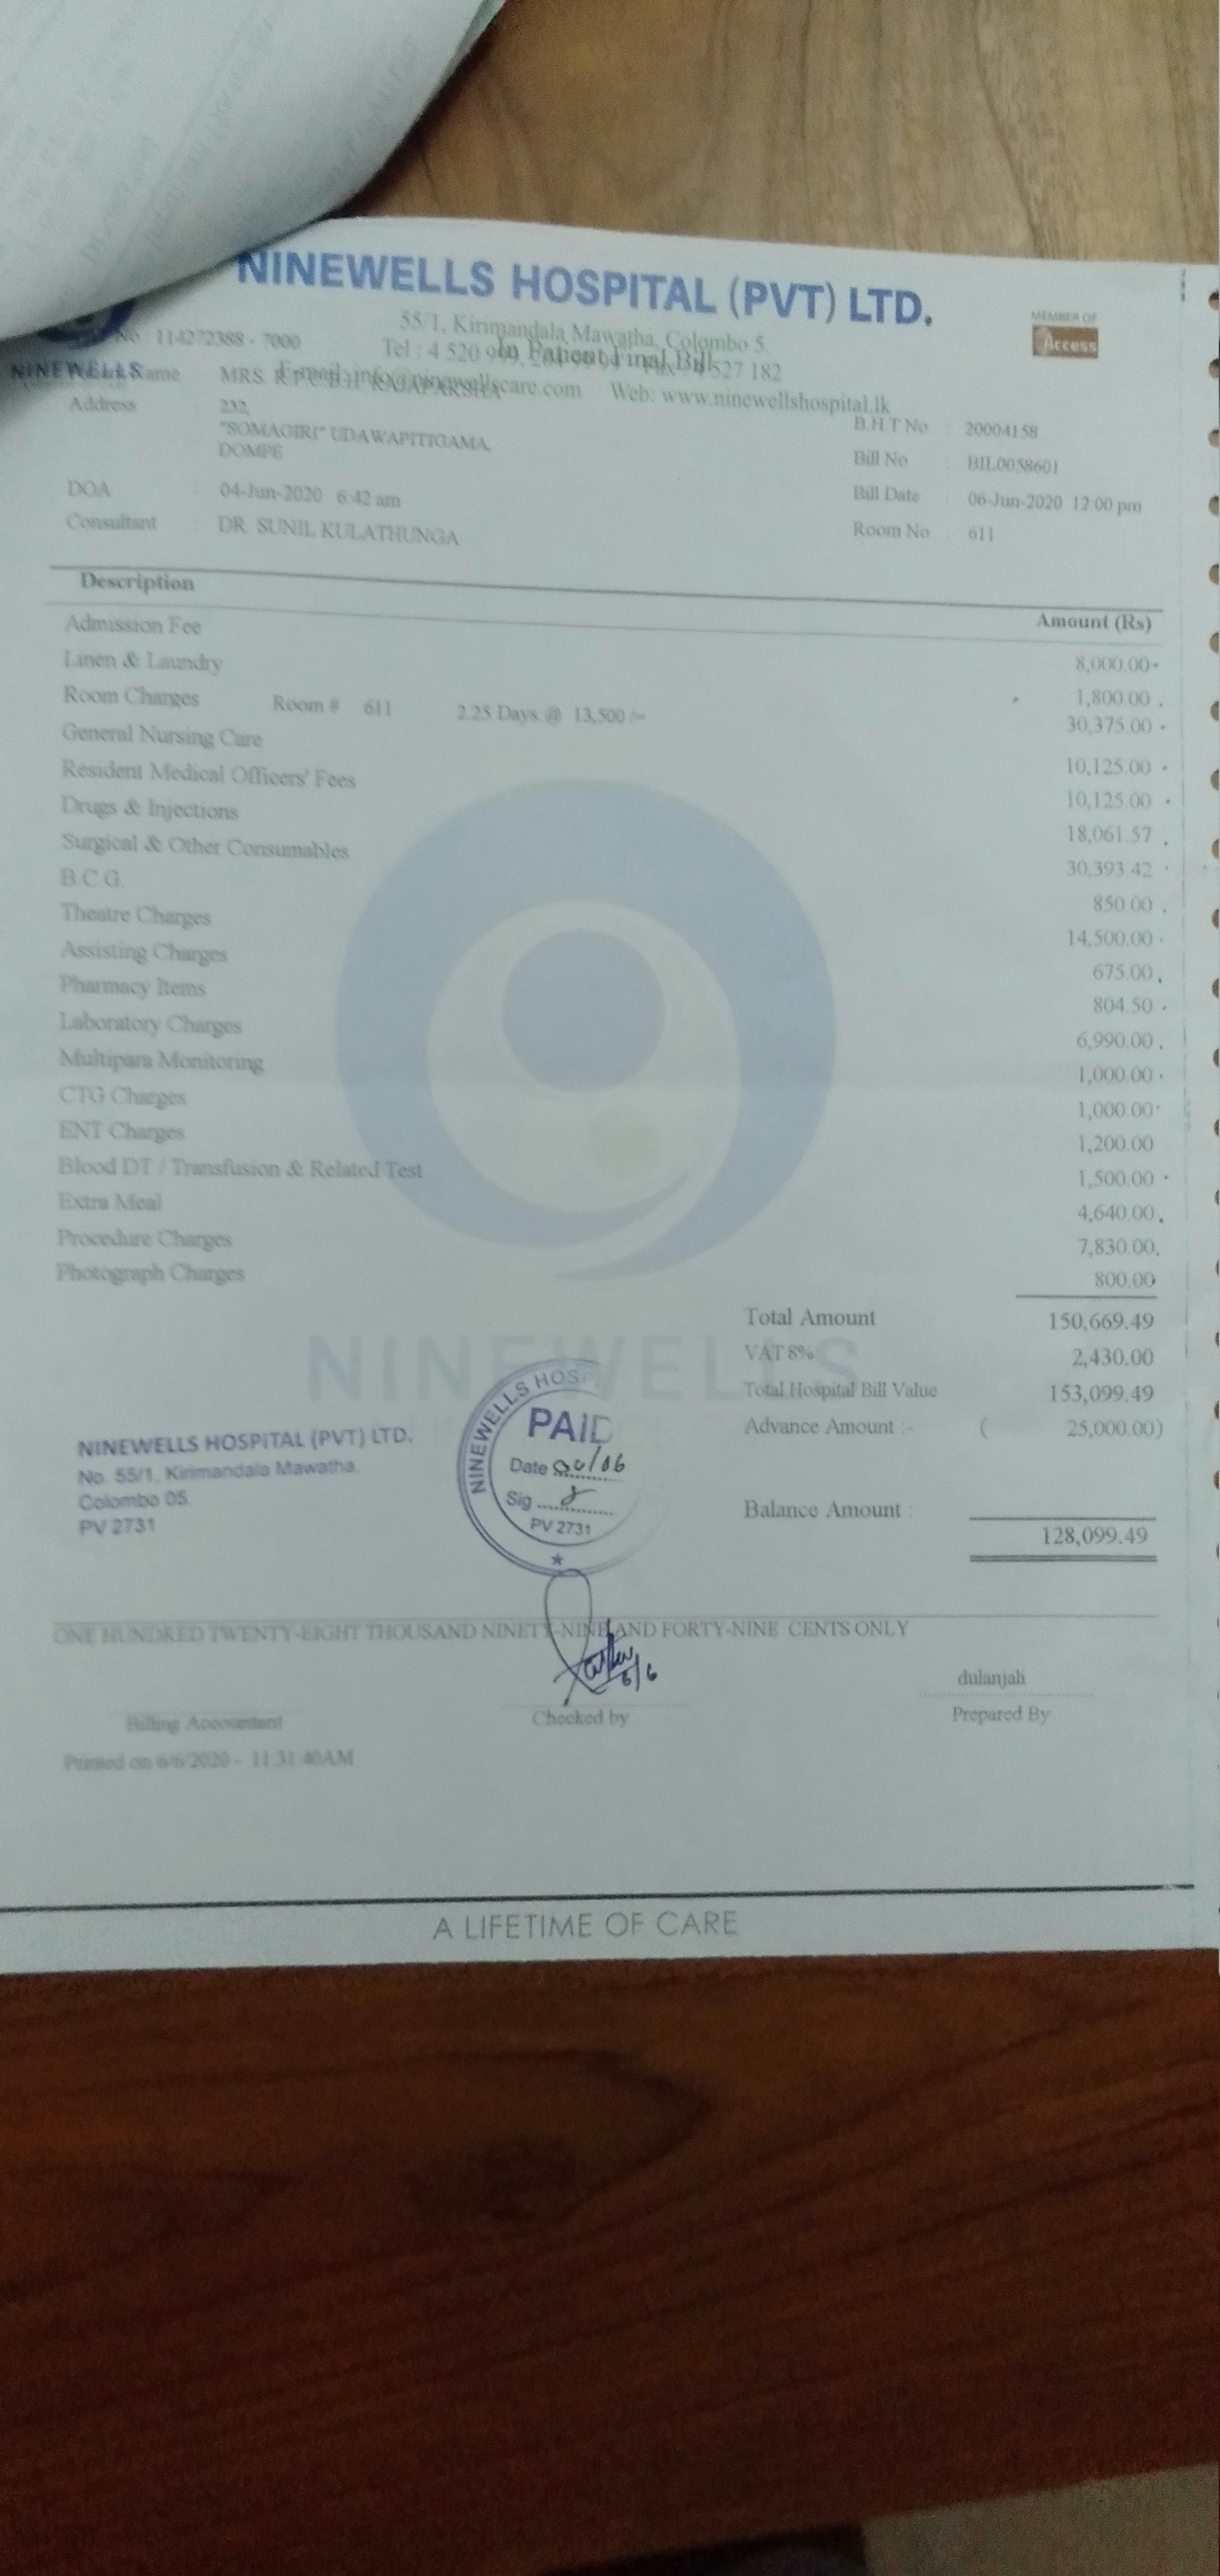 NINEWELLS HOSPITAL (PVT) LTD.
55/1, Kirimandala Mawatha, Colombo 5.
MEMBER OF
Access
No : 114272388 - 7000
Tel : 4 520 999, 527 182
In Patient Final Bill
NINEWELLS
Name : MRS. RAJAPAKSHA
E-mail: info@ninewellscare.com Web: www.ninewellshospital.lk
Address : 232,
"SOMAGIRI" UDAWAPITIGAMA,
DOMPE
B.H.T No : 20004158
Bill No : BIL0058601
DOA : 04-Jun-2020 6:42 am
Bill Date : 06-Jun-2020 12:00 pm
Consultant : DR. SUNIL KULATHUNGA
Room No : 611
Description Amount (Rs)
Admission Fee 8,000.00
Linen & Laundry 1,800.00
Room Charges Room # 611 2.25 Days @ 13,500 /= 30,375.00
General Nursing Care 10,125.00
Resident Medical Officers' Fees 10,125.00
Drugs & Injections 18,061.57
Surgical & Other Consumables 30,393.42
B.C.G. 850.00
Theatre Charges 14,500.00
Assisting Charges 675.00
Pharmacy Items 804.50
Laboratory Charges 6,990.00
Multipara Monitoring 1,000.00
CTG Charges 1,000.00
ENT Charges 1,200.00
Blood DT / Transfusion & Related Test 1,500.00
Extra Meal 4,640.00
Procedure Charges 7,830.00
Photograph Charges 800.00
Total Amount 150,669.49
VAT 8% 2,430.00
Total Hospital Bill Value 153,099.49
Advance Amount :- ( 25,000.00)
Balance Amount : 128,099.49
NINEWELLS
NINEWELLS HOSPITAL (PVT) LTD.
No. 55/1, Kirimandala Mawatha,
Colombo 05.
PV 2731
NINEWELLS HOSP
PAID
Date /06
Sig
PV 2731
ONE HUNDRED TWENTY-EIGHT THOUSAND NINETY-NINE AND FORTY-NINE CENTS ONLY
6/6
dulanjali
Billing Accountant Checked by Prepared By
Printed on 6/6/2020 - 11:31:40AM
A LIFETIME OF CARE